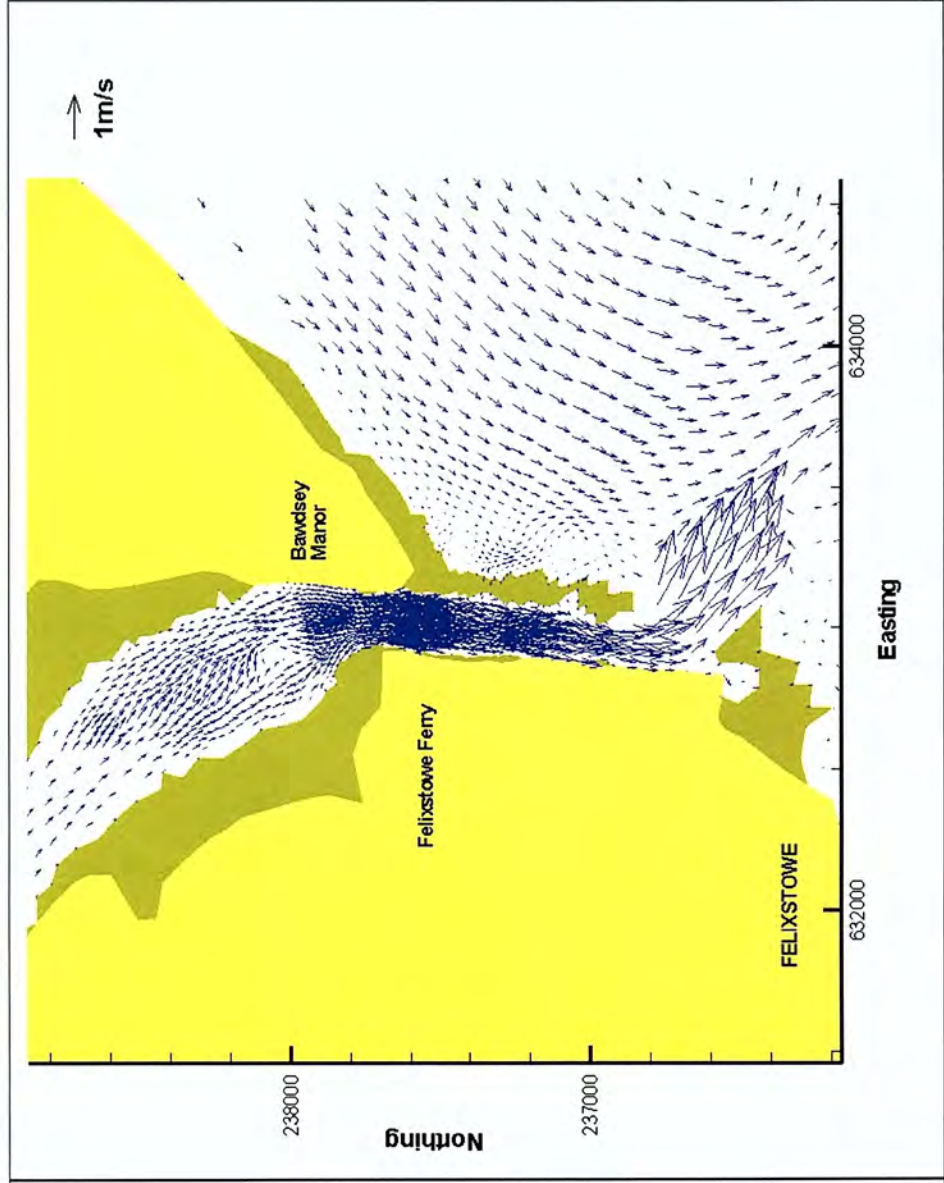 1m/s
Bawdsey
Manor
Felixstowe Ferry
FELIXSTOWE
Northing
238000
237000
632000
634000
Easting